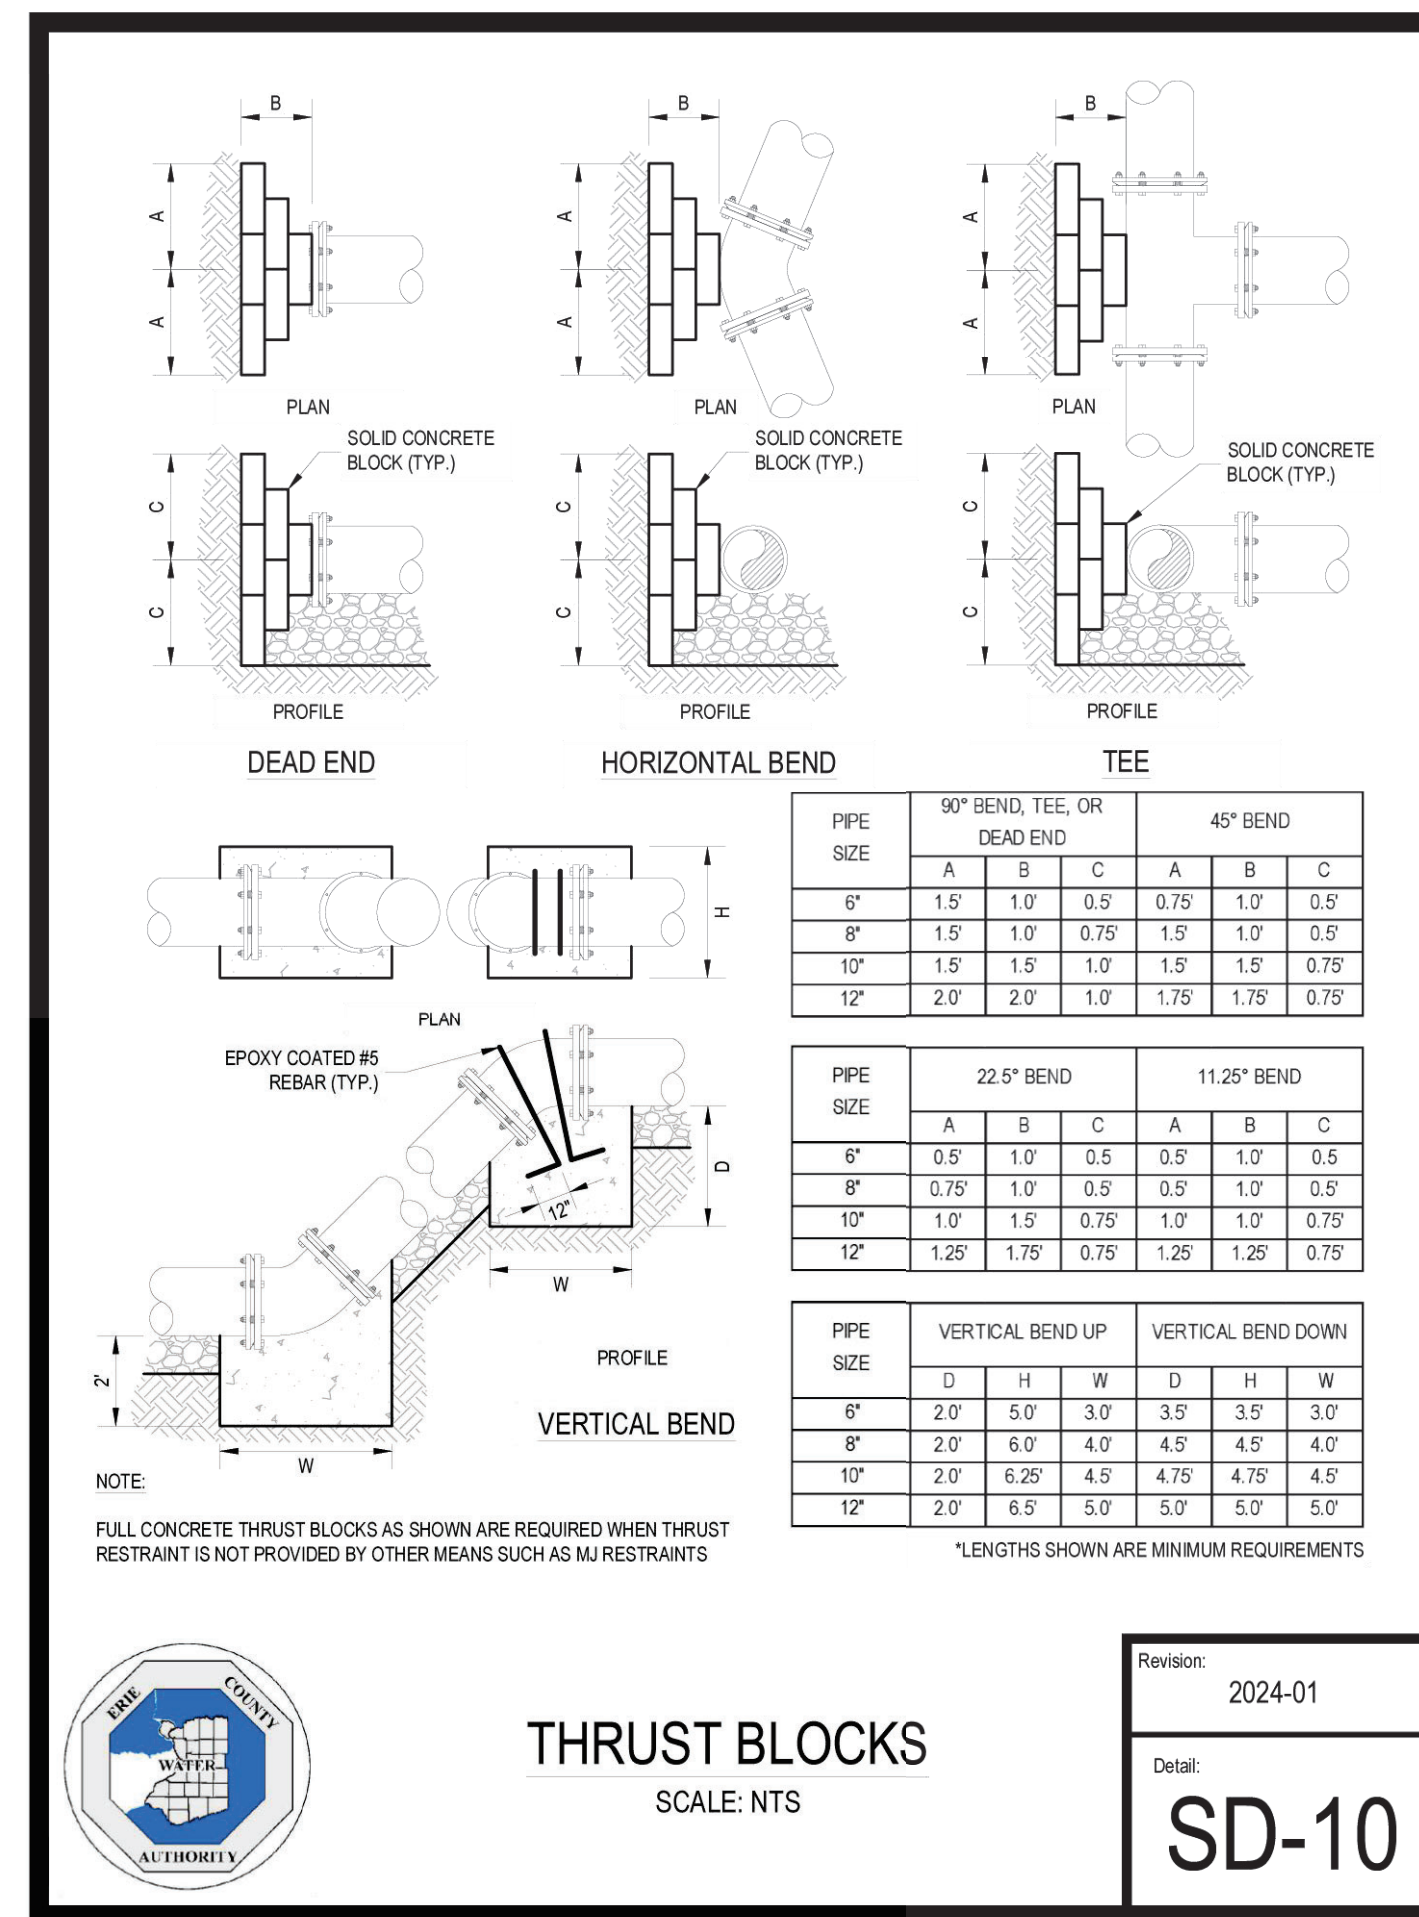 B
B
B
A
A
A
A
A
A
PLAN
PLAN
PLAN
SOLID CONCRETE
BLOCK (TYP.)
SOLID CONCRETE
BLOCK (TYP.)
SOLID CONCRETE
BLOCK (TYP.)
C
C
C
C
C
C
PROFILE
PROFILE
PROFILE
DEAD END
HORIZONTAL BEND
TEE
H
PLAN
EPOXY COATED #5
REBAR (TYP.)
D
12"
W
2'
PROFILE
VERTICAL BEND
W
PIPE SIZE 90° BEND, TEE, OR DEAD END 45° BEND
A B C A B C
6" 1.5' 1.0' 0.5' 0.75' 1.0' 0.5'
8" 1.5' 1.0' 0.75' 1.5' 1.0' 0.5'
10" 1.5' 1.5' 1.0' 1.5' 1.5' 0.75'
12" 2.0' 2.0' 1.0' 1.75' 1.75' 0.75'
PIPE SIZE 22.5° BEND 11.25° BEND
A B C A B C
6" 0.5' 1.0' 0.5 0.5' 1.0' 0.5
8" 0.75' 1.0' 0.5' 0.5' 1.0' 0.5'
10" 1.0' 1.5' 0.75' 1.0' 1.0' 0.75'
12" 1.25' 1.75' 0.75' 1.25' 1.25' 0.75'
PIPE SIZE VERTICAL BEND UP VERTICAL BEND DOWN
D H W D H W
6" 2.0' 5.0' 3.0' 3.5' 3.5' 3.0'
8" 2.0' 6.0' 4.0' 4.5' 4.5' 4.0'
10" 2.0' 6.25' 4.5' 4.75' 4.75' 4.5'
12" 2.0' 6.5' 5.0' 5.0' 5.0' 5.0'
*LENGTHS SHOWN ARE MINIMUM REQUIREMENTS
NOTE:
FULL CONCRETE THRUST BLOCKS AS SHOWN ARE REQUIRED WHEN THRUST
RESTRAINT IS NOT PROVIDED BY OTHER MEANS SUCH AS MJ RESTRAINTS
ERIE COUNTY
WATER
AUTHORITY
THRUST BLOCKS
SCALE: NTS
Revision:
2024-01
Detail:
SD-10